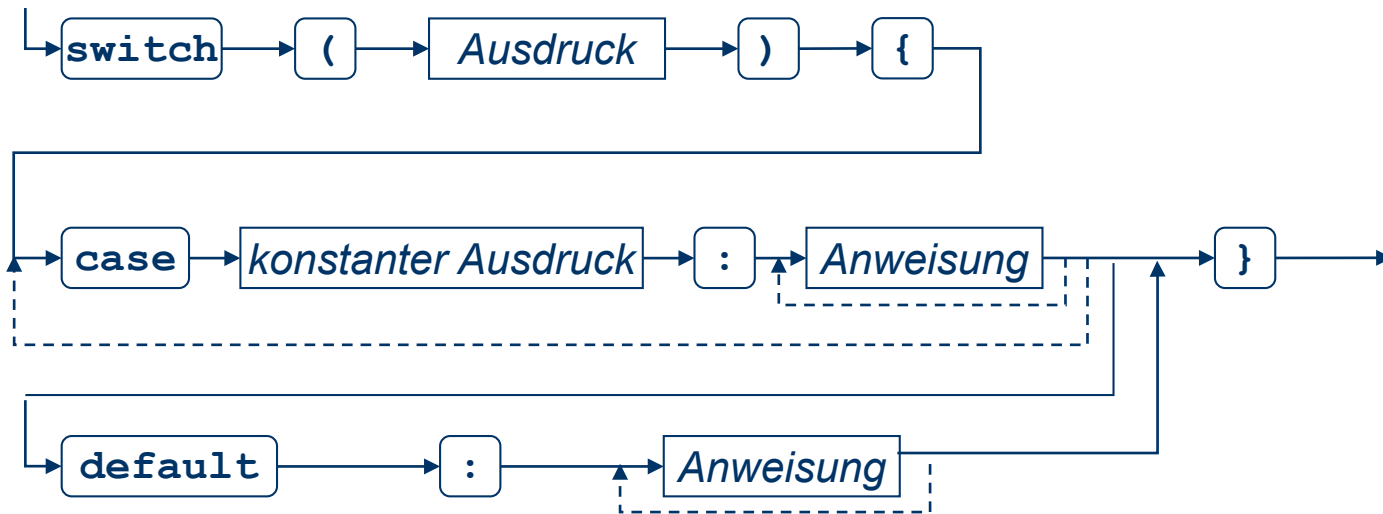 switch ( Ausdruck ) {
case konstanter Ausdruck : Anweisung }
default : Anweisung